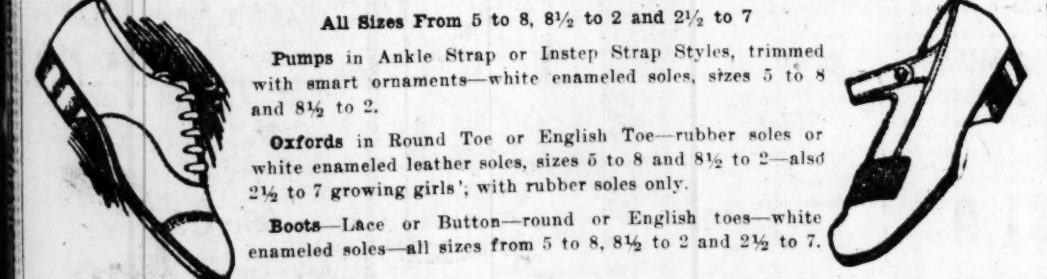 All Sizes From 5 to 8, 8½ to 2 and 2½ to 7
Pumps in Ankle Strap or Instep Strap Styles, trimmed
with smart ornaments—white enameled soles, sizes 5 to 8
and 8½ to 2.
Oxfords in Round Toe or English Toe—rubber soles or
white enameled leather soles, sizes 5 to 8 and 8½ to 2—also
2½ to 7 growing girls', with rubber soles only.
Boots—Lace or Button—round or English toes—white
enameled soles—all sizes from 5 to 8, 8½ to 2 and 2½ to 7.